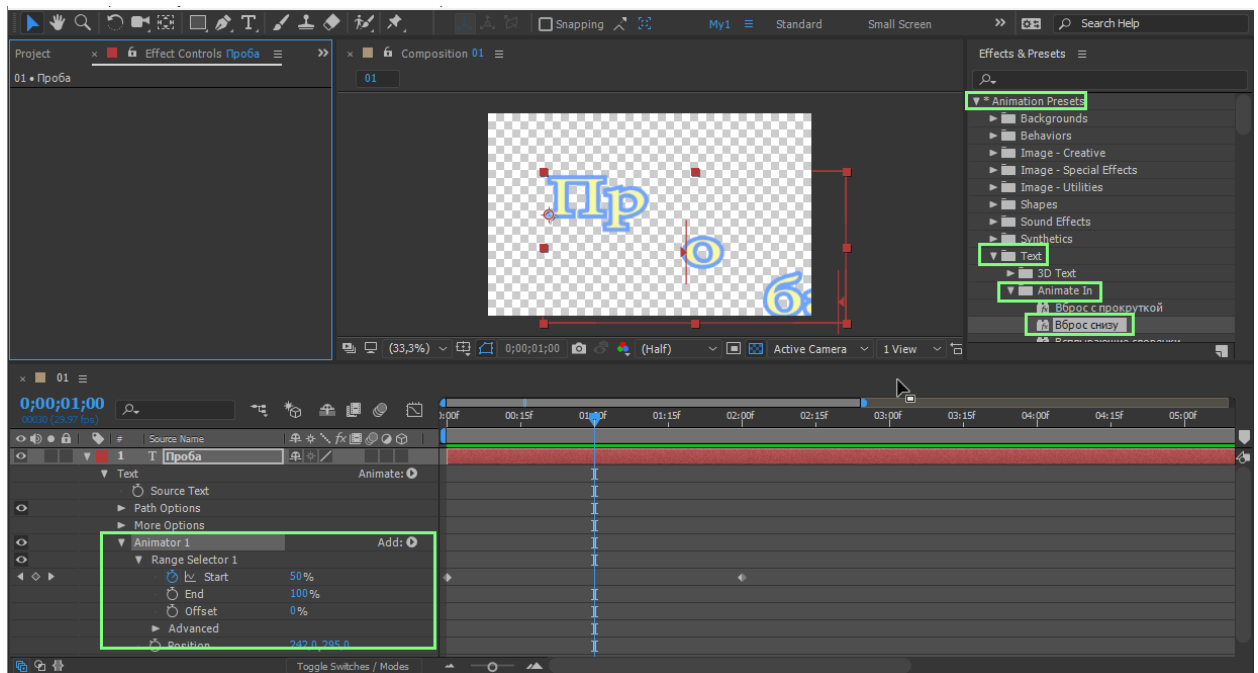 Snapping My1 Standard Small Screen Search Help
Project Effect Controls Проба Composition 01 Effects & Presets
01 • Проба 01
* Animation Presets
Backgrounds
Behaviors
Image - Creative
Image - Special Effects
Image - Utilities
Shapes
Sound Effects
Synthetics
Text
3D Text
Animate In
Вброс с прокруткой
Вброс снизу
Пр
о
ба
(33,3%) 0;00;01;00 (Half) Active Camera 1 View
01
0;00;01;00
00030 (29.97 fps)
00:15f 01:00f 01:15f 02:00f 02:15f 03:00f 03:15f 04:00f 04:15f 05:00f
# Source Name
1 T Проба
Text Animate:
Source Text
Path Options
More Options
Animator 1 Add:
Range Selector 1
Start 50%
End 100%
Offset 0%
Advanced
Position 242,0,295,0
Toggle Switches / Modes